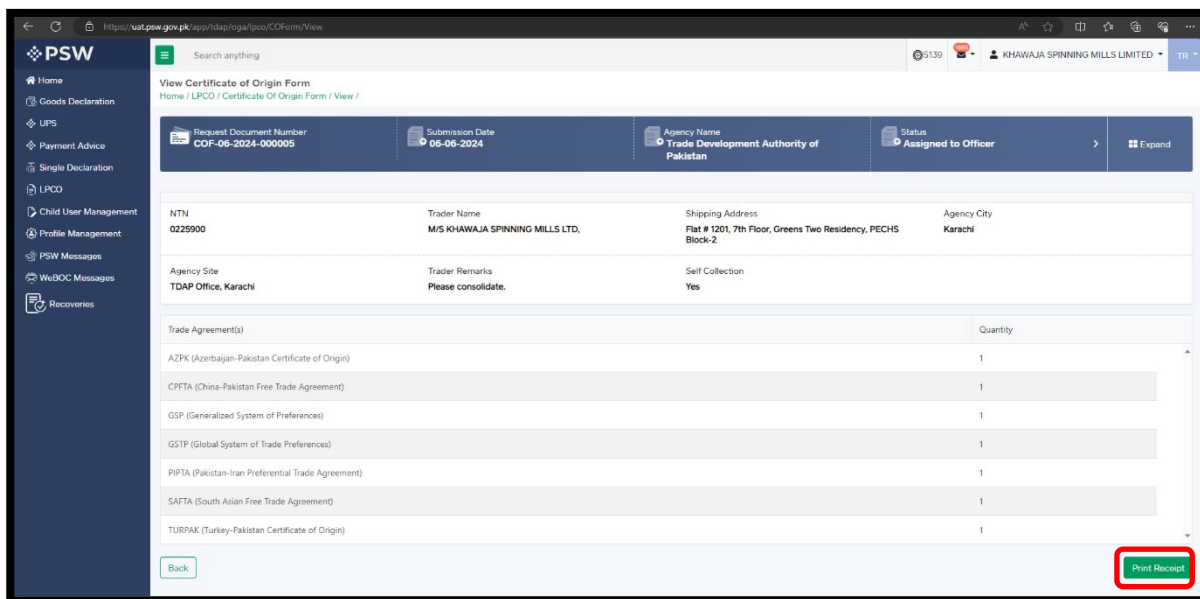 https://uat.psw.gov.pk/app/tdap/oga/lpco/COForm/View
PSW
Search anything
5139
KHAWAJA SPINNING MILLS LIMITED
TR
Home
Goods Declaration
UPS
Payment Advice
Single Declaration
LPCO
Child User Management
Profile Management
PSW Messages
WeBOC Messages
Recoveries
View Certificate of Origin Form
Home / LPCO / Certificate Of Origin Form / View /
Request Document Number
COF-06-2024-000005
Submission Date
06-06-2024
Agency Name
Trade Development Authority of
Pakistan
Status
Assigned to Officer
Expand
NTN
0225900
Trader Name
M/S KHAWAJA SPINNING MILLS LTD,
Shipping Address
Flat # 1201, 7th Floor, Greens Two Residency, PECHS
Block-2
Agency City
Karachi
Agency Site
TDAP Office, Karachi
Trader Remarks
Please consolidate.
Self Collection
Yes
Trade Agreement(s) Quantity
AZPK (Azerbaijan-Pakistan Certificate of Origin) 1
CPFTA (China-Pakistan Free Trade Agreement) 1
GSP (Generalized System of Preferences) 1
GSTP (Global System of Trade Preferences) 1
PIPTA (Pakistan-Iran Preferential Trade Agreement) 1
SAFTA (South Asian Free Trade Agreement) 1
TURPAK (Turkey-Pakistan Certificate of Origin) 1
Back
Print Receipt